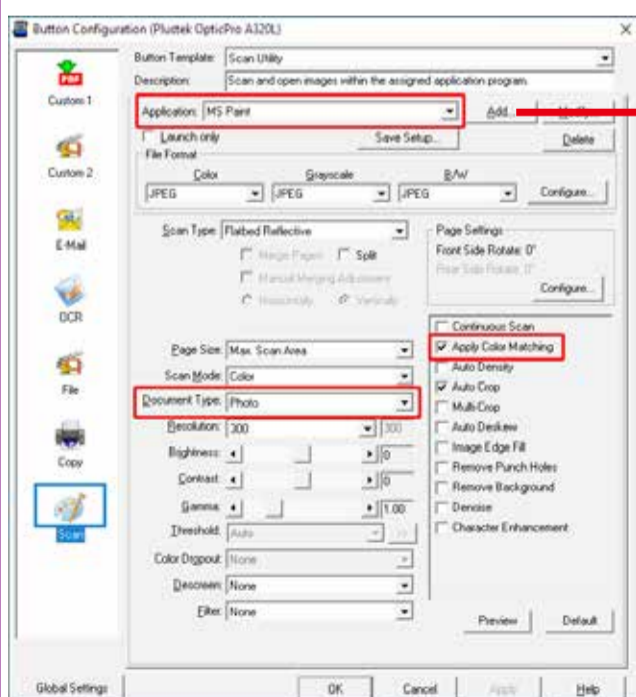 Button Configuration (Plustek OpticPro A320L)
Button Template: Scan Utility
Description: Scan and open images within the assigned application program.
Application: MS Paint Add...
Launch only Save Setup... Delete
File Format
Color Grayscale B/W
JPEG JPEG JPEG Configure...
Scan Type: Flatbed Reflective
Merge Pages Split
Manual Merging Adjustment
Horizontally Vertically
Page Settings
Front Side Rotate: 0°
Rear Side Rotate: 0°
Configure...
Page Size: Max. Scan Area
Scan Mode: Color
Document Type: Photo
Resolution: 300 300
Brightness: 0
Contrast: 0
Gamma: 1.00
Threshold: Auto
Color Dropout: None
Descreen: None
Filter: None
Continuous Scan
Apply Color Matching
Auto Density
Auto Crop
Multi-Crop
Auto Deskew
Image Edge Fill
Remove Punch Holes
Remove Background
Denoise
Character Enhancement
Preview Default
PDF
Custom 1
Custom 2
E-Mail
OCR
File
Copy
Scan
Global Settings OK Cancel Apply Help